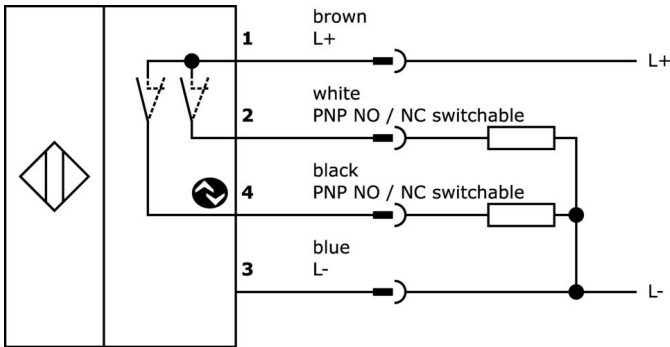 brown
1 L+
L+
white
2 PNP NO / NC switchable
black
4 PNP NO / NC switchable
blue
3 L-
L-